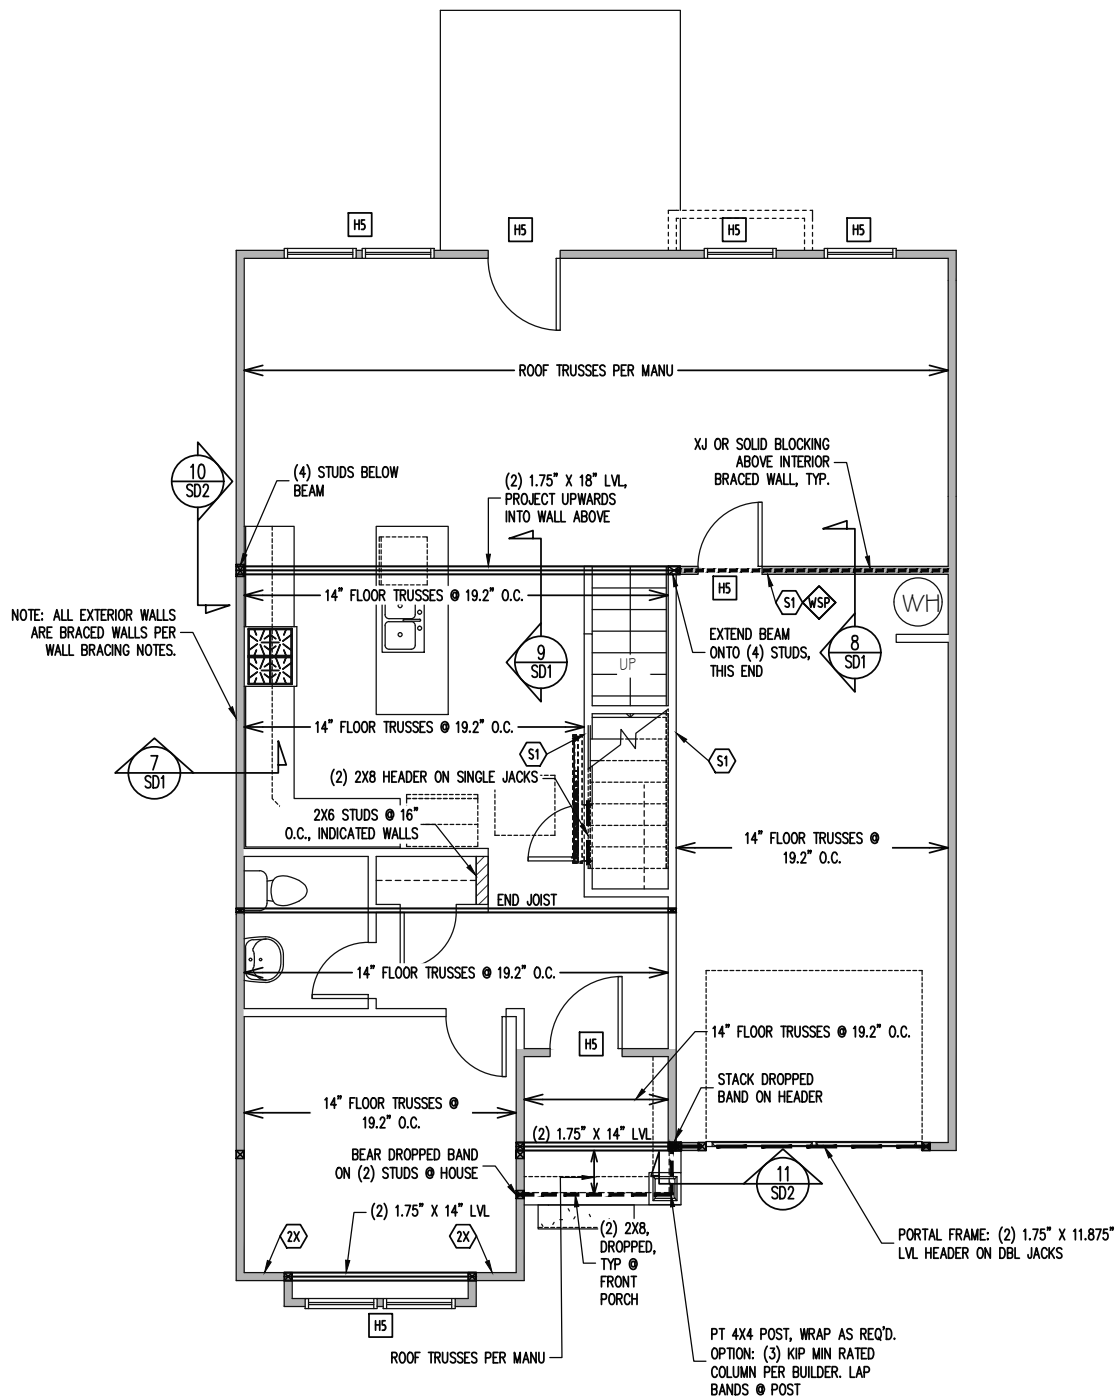 H5
H5
H5
H5
ROOF TRUSSES PER MANU
10
SD2
(4) STUDS BELOW
BEAM
(2) 1.75" X 18" LVL,
PROJECT UPWARDS
INTO WALL ABOVE
XJ OR SOLID BLOCKING
ABOVE INTERIOR
BRACED WALL, TYP.
14" FLOOR TRUSSES @ 19.2" O.C.
H5
S1
WSP
WH
NOTE: ALL EXTERIOR WALLS
ARE BRACED WALLS PER
WALL BRACING NOTES.
9
SD1
UP
EXTEND BEAM
ONTO (4) STUDS,
THIS END
8
SD1
14" FLOOR TRUSSES @ 19.2" O.C.
N
S1
S1
7
SD1
(2) 2X8 HEADER ON SINGLE JACKS
2X6 STUDS @ 16"
O.C., INDICATED WALLS
14" FLOOR TRUSSES @
19.2" O.C.
END JOIST
14" FLOOR TRUSSES @ 19.2" O.C.
H5
14" FLOOR TRUSSES @ 19.2" O.C.
STACK DROPPED
BAND ON HEADER
14" FLOOR TRUSSES @
19.2" O.C.
(2) 1.75" X 14" LVL
BEAR DROPPED BAND
ON (2) STUDS @ HOUSE
11
SD2
(2) 1.75" X 14" LVL
2X
2X
(2) 2X8,
DROPPED,
TYP @
FRONT
PORCH
PORTAL FRAME: (2) 1.75" X 11.875"
LVL HEADER ON DBL JACKS
H5
ROOF TRUSSES PER MANU
PT 4X4 POST, WRAP AS REQ'D.
OPTION: (3) KIP MIN RATED
COLUMN PER BUILDER. LAP
BANDS @ POST